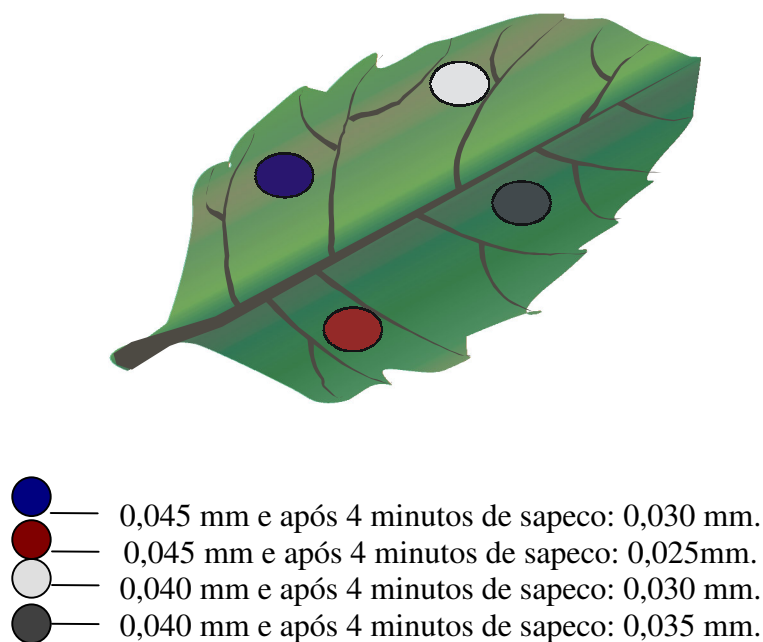 0,045 mm e após 4 minutos de sapeco: 0,030 mm.
0,045 mm e após 4 minutos de sapeco: 0,025mm.
0,040 mm e após 4 minutos de sapeco: 0,030 mm.
0,040 mm e após 4 minutos de sapeco: 0,035 mm.